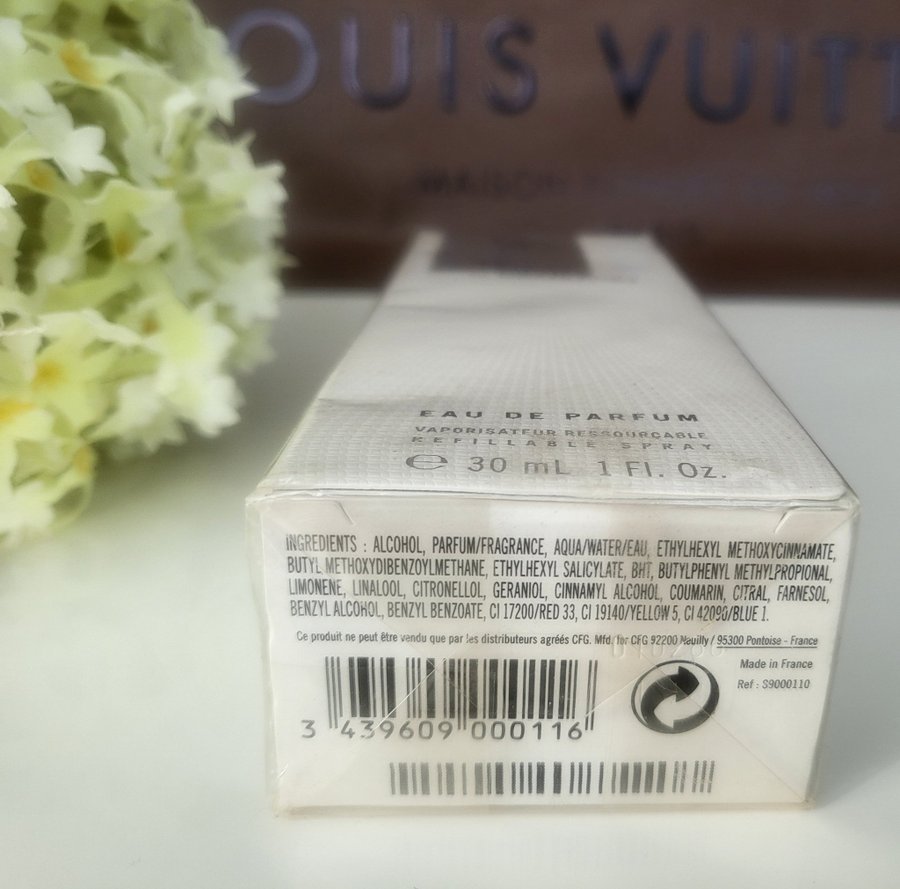 OUIS VUITT
MAISON
EAU DE PARFUM
VAPORISATEUR RESSOURÇABLE
REFILLABLE SPRAY
℮ 30 mL 1 Fl. Oz.
INGREDIENTS : ALCOHOL, PARFUM/FRAGRANCE, AQUA/WATER/EAU, ETHYLHEXYL METHOXYCINNAMATE,
BUTYL METHOXYDIBENZOYLMETHANE, ETHYLHEXYL SALICYLATE, BHT, BUTYLPHENYL METHYLPROPIONAL,
LIMONENE, LINALOOL, CITRONELLOL, GERANIOL, CINNAMYL ALCOHOL, COUMARIN, CITRAL, FARNESOL,
BENZYL ALCOHOL, BENZYL BENZOATE, CI 17200/RED 33, CI 19140/YELLOW 5, CI 42090/BLUE 1.
Ce produit ne peut être vendu que par les distributeurs agréés CFG. Mfd. for CFG 92200 Neuilly / 95300 Pontoise - France
Made in France
Ref : S9000110
3 439609 000116